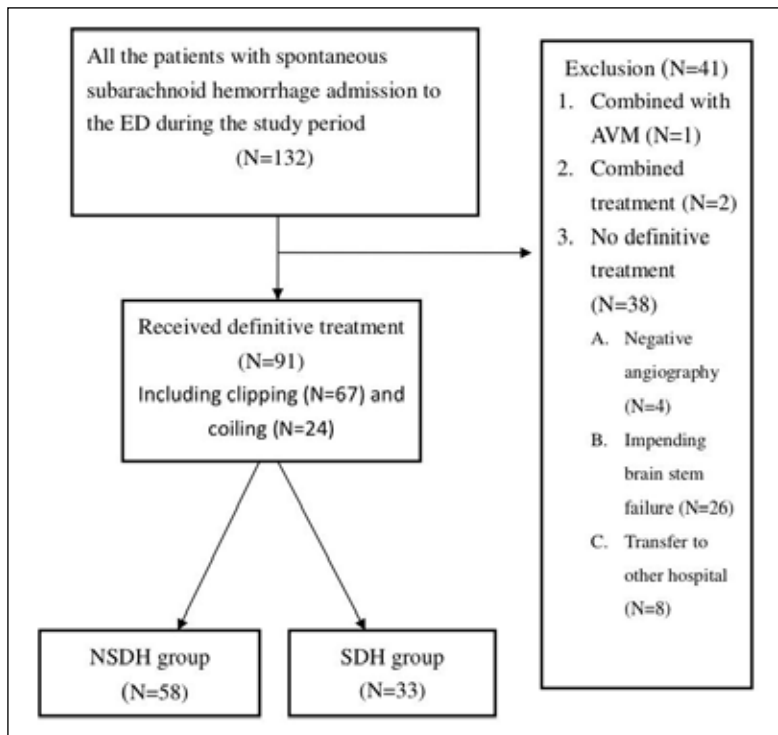 All the patients with spontaneous
subarachnoid hemorrhage admission to
the ED during the study period
(N=132)
Exclusion (N=41)
1. Combined with
AVM (N=1)
2. Combined
treatment (N=2)
3. No definitive
treatment
(N=38)
A. Negative
angiography
(N=4)
B. Impending
brain stem
failure (N=26)
C. Transfer to
other hospital
(N=8)
Received definitive treatment
(N=91)
Including clipping (N=67) and
coiling (N=24)
NSDH group
(N=58)
SDH group
(N=33)